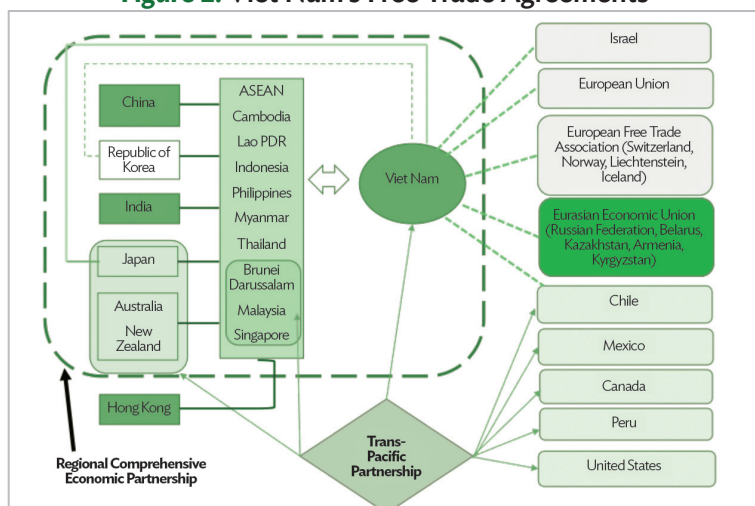 Figure 2: Viet Nam's Free Trade Agreements
China
Republic of
Korea
India
Japan
Australia
New
Zealand
Hong Kong
ASEAN
Cambodia
Lao PDR
Indonesia
Philippines
Myanmar
Thailand
Brunei
Darussalam
Malaysia
Singapore
Viet Nam
Israel
European Union
European Free Trade
Association (Switzerland,
Norway, Liechtenstein,
Iceland)
Eurasian Economic Union
(Russian Federation, Belarus,
Kazakhstan, Armenia,
Kyrgyzstan)
Chile
Mexico
Canada
Peru
United States
Trans-
Pacific
Partnership
Regional Comprehensive
Economic Partnership